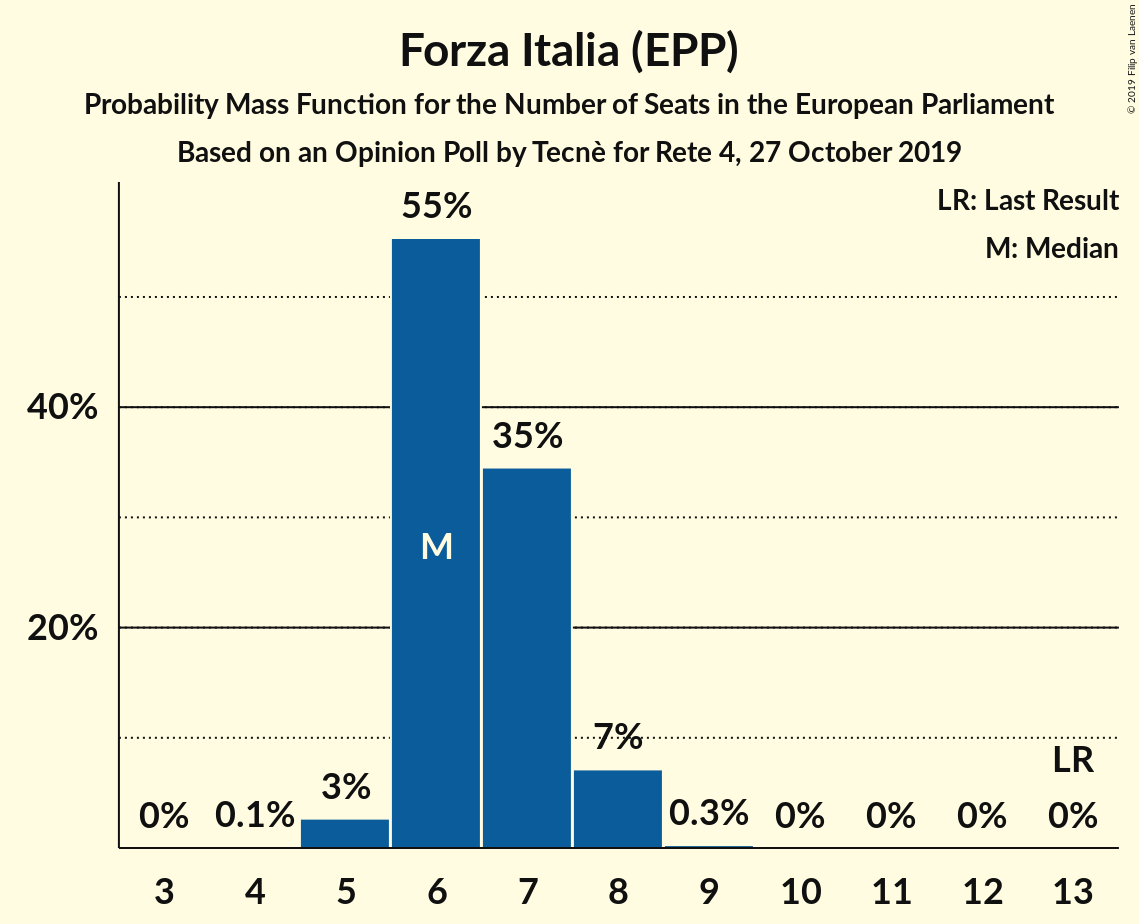 Forza Italia (EPP)
Probability Mass Function for the Number of Seats in the European Parliament
Based on an Opinion Poll by Tecnè for Rete 4, 27 October 2019
© 2019 Filip van Laenen
LR: Last Result
M: Median
55%
40%
35%
M
20%
7%
LR
3%
0% 0.1% 0.3% 0% 0% 0% 0%
3 4 5 6 7 8 9 10 11 12 13